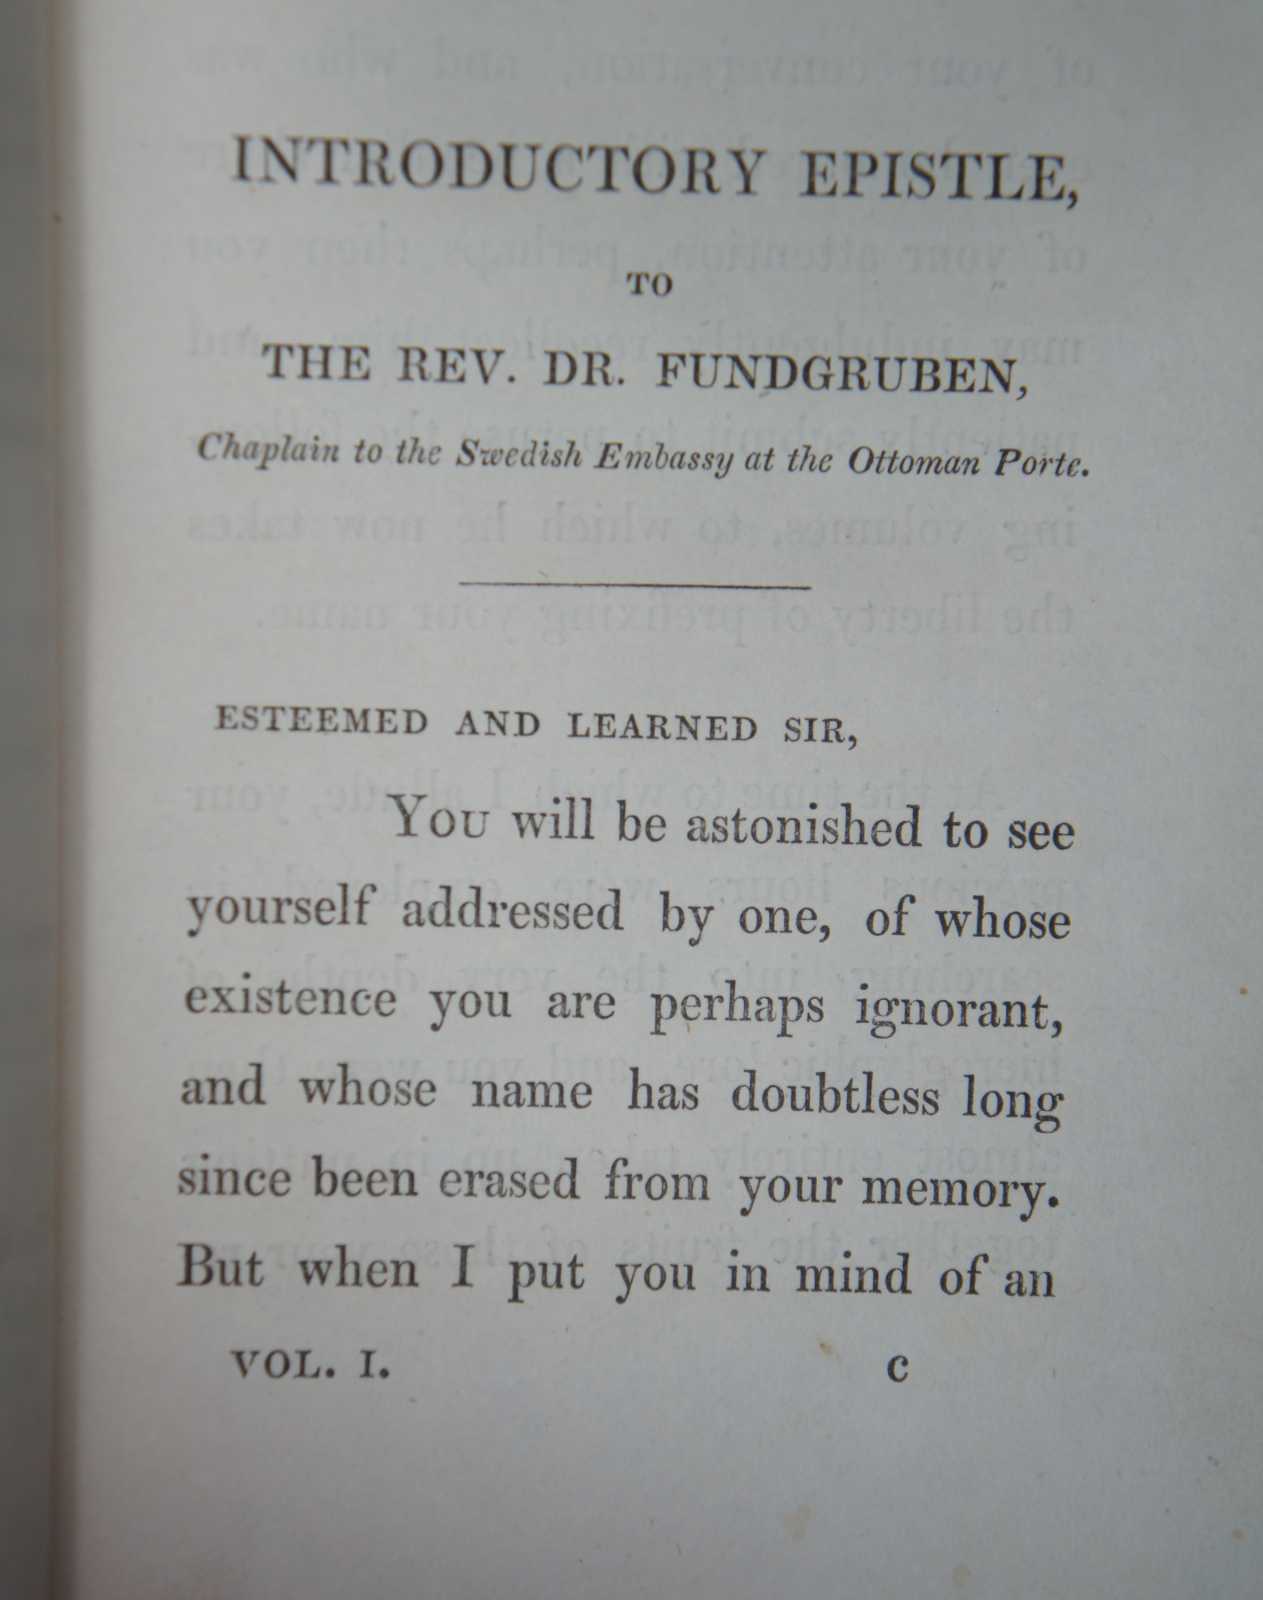 INTRODUCTORY EPISTLE,
TO
THE REV. DR. FUNDGRUBEN,
Chaplain to the Swedish Embassy at the Ottoman Porte.
ESTEEMED AND LEARNED SIR,
YOU will be astonished to see
yourself addressed by one, of whose
existence you are perhaps ignorant,
and whose name has doubtless long
since been erased from your memory.
But when I put you in mind of an
VOL. I. C